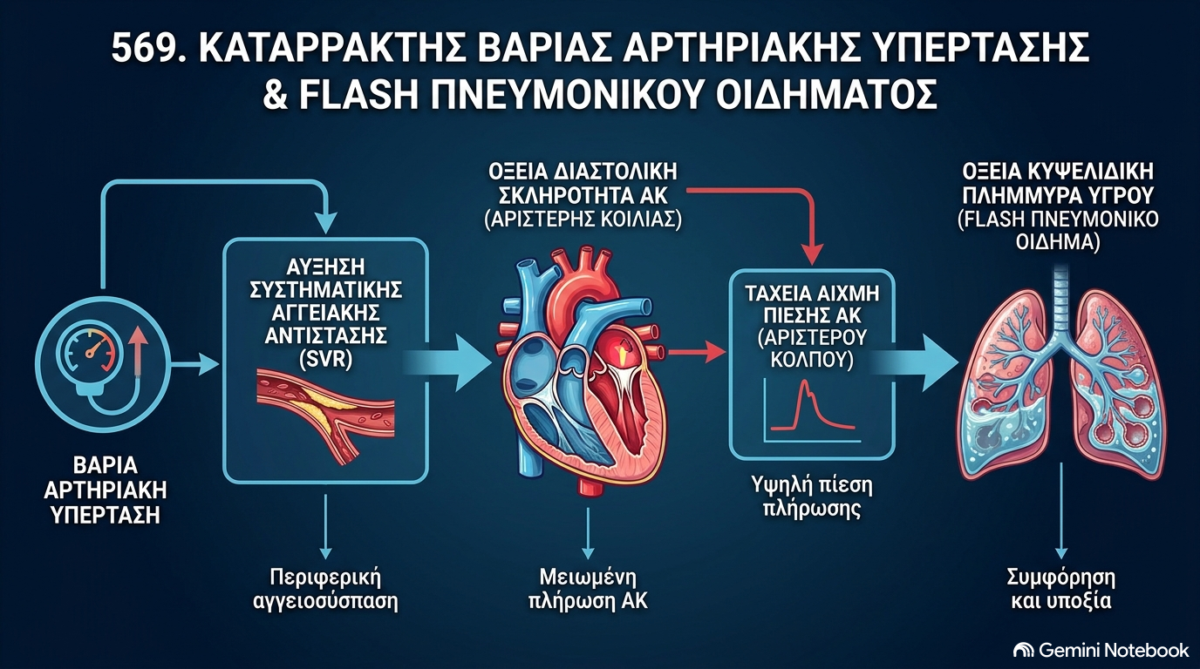 569. ΚΑΤΑΡΡΑΚΤΗΣ ΒΑΡΙΑΣ ΑΡΤΗΡΙΑΚΗΣ ΥΠΕΡΤΑΣΗΣ
& FLASH ΠΝΕΥΜΟΝΙΚΟΥ ΟΙΔΗΜΑΤΟΣ
ΒΑΡΙΑ
ΑΡΤΗΡΙΑΚΗ
ΥΠΕΡΤΑΣΗ
ΑΥΞΗΣΗ
ΣΥΣΤΗΜΑΤΙΚΗΣ
ΑΓΓΕΙΑΚΗΣ
ΑΝΤΙΣΤΑΣΗΣ
(SVR)
Περιφερική
αγγειοσύσπαση
ΟΞΕΙΑ ΔΙΑΣΤΟΛΙΚΗ
ΣΚΛΗΡΟΤΗΤΑ ΑΚ
(ΑΡΙΣΤΕΡΗΣ ΚΟΙΛΙΑΣ)
Μειωμένη
πλήρωση ΑΚ
ΤΑΧΕΙΑ ΑΙΧΜΗ
ΠΙΕΣΗΣ ΑΚ
(ΑΡΙΣΤΕΡΟΥ
ΚΟΛΠΟΥ)
Υψηλή πίεση
πλήρωσης
ΟΞΕΙΑ ΚΥΨΕΛΙΔΙΚΗ
ΠΛΗΜΜΥΡΑ ΥΓΡΟΥ
(FLASH ΠΝΕΥΜΟΝΙΚΟ
ΟΙΔΗΜΑ)
Συμφόρηση
και υποξία
Gemini Notebook